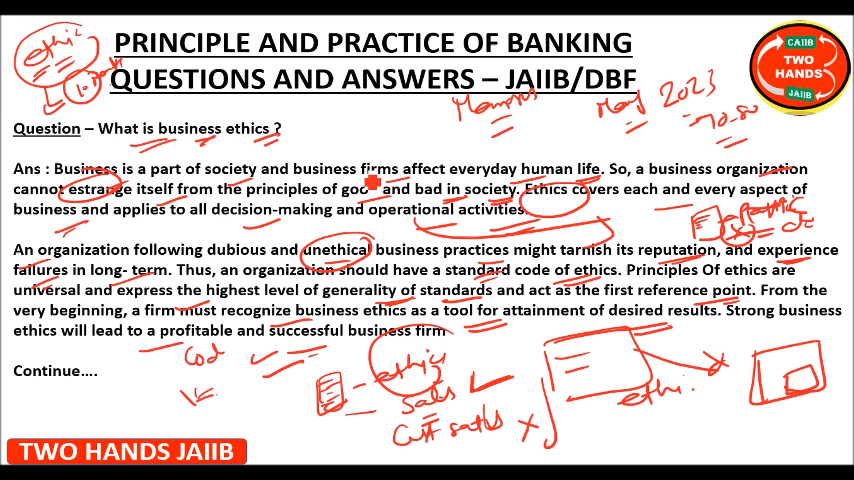 PRINCIPLE AND PRACTICE OF BANKING
QUESTIONS AND ANSWERS – JAIIB/DBF
CAIIB
TWO
HANDS
JAIIB
ethic
May 2023
70-80
Question – What is business ethics ?
Ans : Business is a part of society and business firms affect everyday human life. So, a business organization
cannot estrange itself from the principles of goo and bad in society. Ethics covers each and every aspect of
business and applies to all decision-making and operational activities.
An organization following dubious and unethical business practices might tarnish its reputation, and experience
failures in long- term. Thus, an organization should have a standard code of ethics. Principles Of ethics are
universal and express the highest level of generality of standards and act as the first reference point. From the
very beginning, a firm must recognize business ethics as a tool for attainment of desired results. Strong business
ethics will lead to a profitable and successful business firm
Cod
ethics
Sales
ethi.
Continue....
TWO HANDS JAIIB